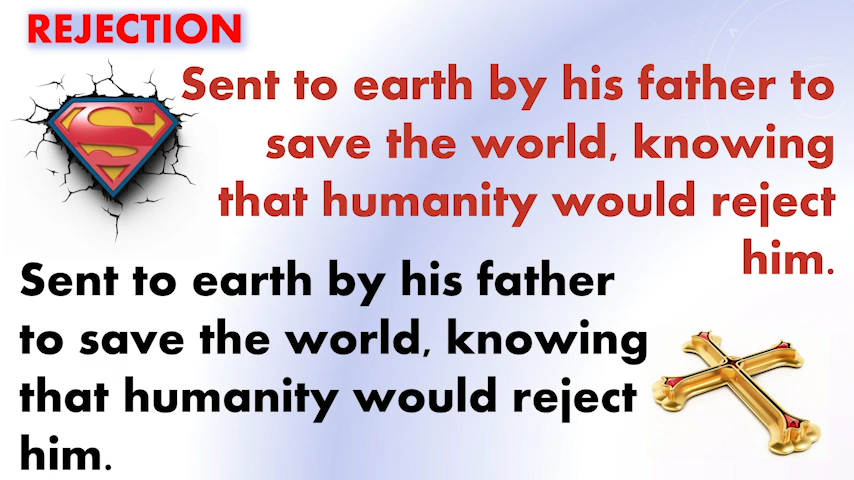 REJECTION
Sent to earth by his father to
save the world, knowing
that humanity would reject
him.
Sent to earth by his father
to save the world, knowing
that humanity would reject
him.